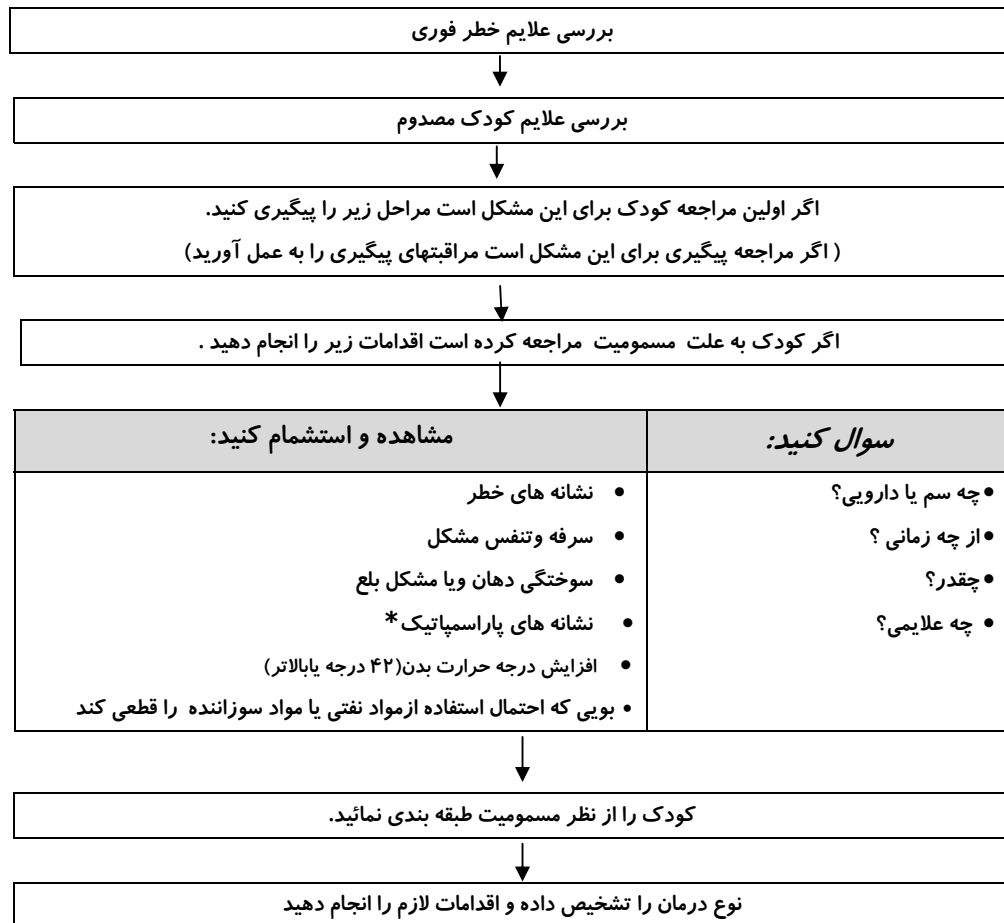 بررسی علایم خطر فوری
بررسی علایم کودک مصدوم
اگر اولین مراجعه کودک برای این مشکل است مراحل زیر را پیگیری کنید.
( اگر مراجعه پیگیری برای این مشکل است مراقبتهای پیگیری را به عمل آورید)
اگر کودک به علت مسمومیت مراجعه کرده است اقدامات زیر را انجام دهید .
سوال کنید:
• چه سم یا دارویی؟
• از چه زمانی ؟
• چقدر؟
• چه علایمی؟
مشاهده و استشمام کنید:
• نشانه های خطر
• سرفه وتنفس مشکل
• سوختگی دهان ویا مشکل بلع
• نشانه های پاراسمپاتیک*
• افزایش درجه حرارت بدن(۴۲ درجه یابالاتر)
• بویی که احتمال استفاده ازمواد نفتی یا مواد سوزاننده را قطعی کند
کودک را از نظر مسمومیت طبقه بندی نمائید.
نوع درمان را تشخیص داده و اقدامات لازم را انجام دهید